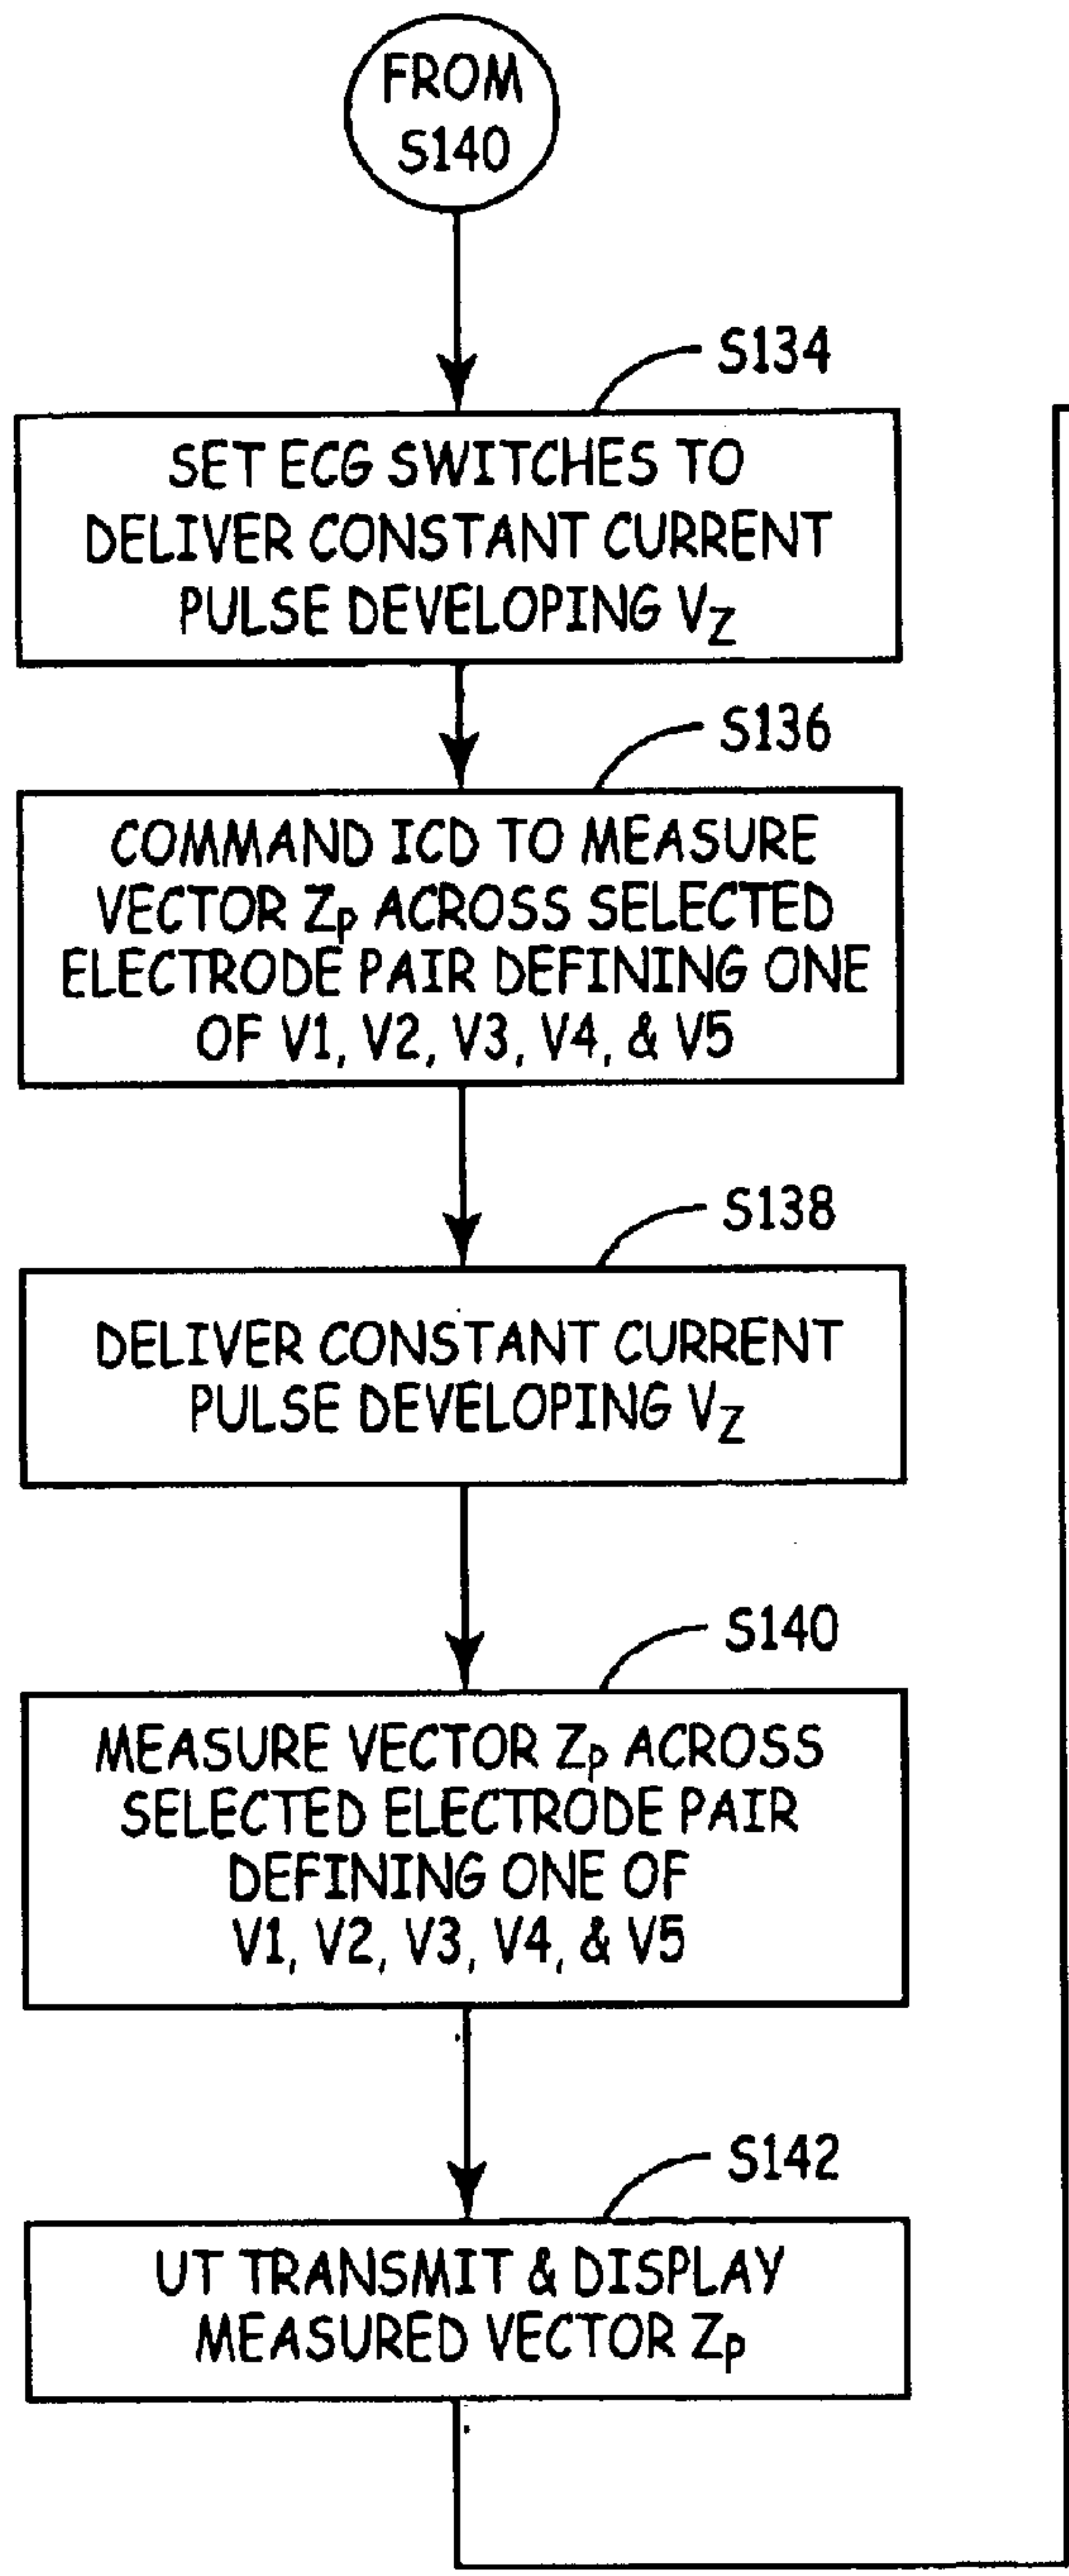 FROM
S140
S134
SET ECG SWITCHES TO
DELIVER CONSTANT CURRENT
PULSE DEVELOPING VZ
S136
COMMAND ICD TO MEASURE
VECTOR Zp ACROSS SELECTED
ELECTRODE PAIR DEFINING ONE
OF V1, V2, V3, V4, & V5
S138
DELIVER CONSTANT CURRENT
PULSE DEVELOPING VZ
S140
MEASURE VECTOR Zp ACROSS
SELECTED ELECTRODE PAIR
DEFINING ONE OF
V1, V2, V3, V4, & V5
S142
UT TRANSMIT & DISPLAY
MEASURED VECTOR Zp